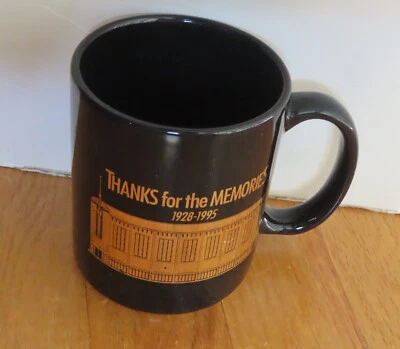 THANKS for the MEMORIES
1928-1995